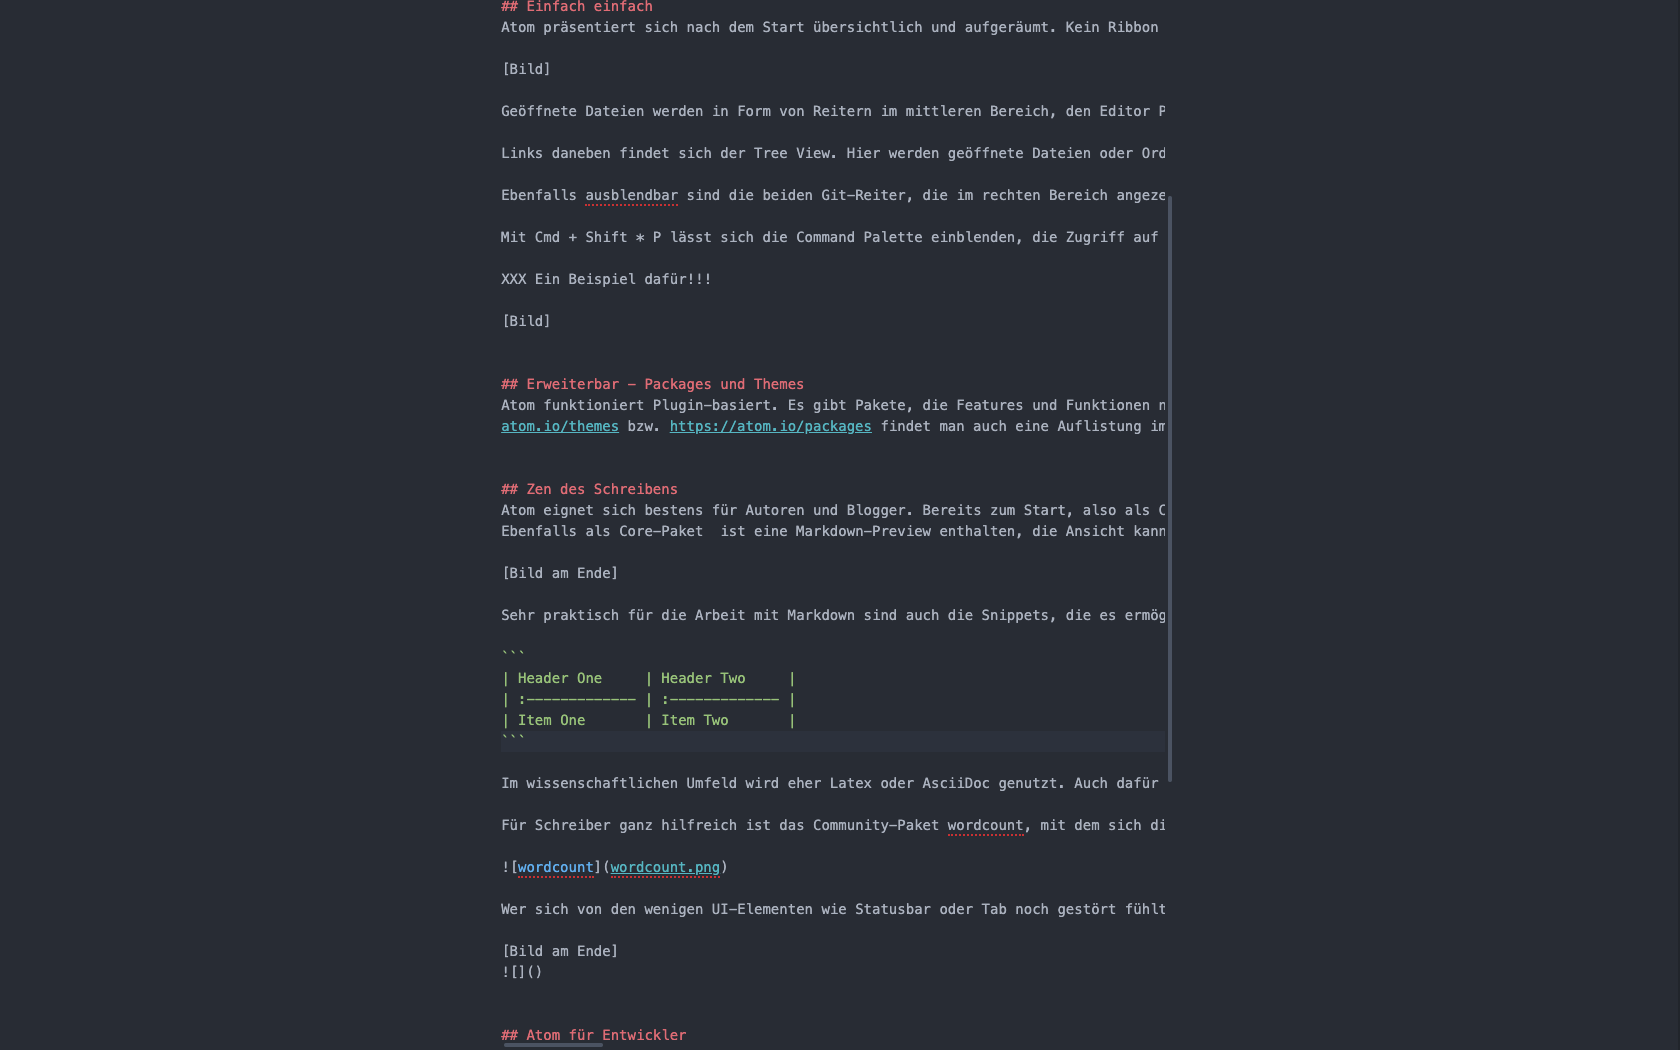 ## Einfach einfach
Atom präsentiert sich nach dem Start übersichtlich und aufgeräumt. Kein Ribbon
[Bild]
Geöffnete Dateien werden in Form von Reitern im mittleren Bereich, den Editor P
Links daneben findet sich der Tree View. Hier werden geöffnete Dateien oder Ord
Ebenfalls ausblendbar sind die beiden Git-Reiter, die im rechten Bereich angeze
Mit Cmd + Shift * P lässt sich die Command Palette einblenden, die Zugriff auf
XXX Ein Beispiel dafür!!!
[Bild]
## Erweiterbar - Packages und Themes
Atom funktioniert Plugin-basiert. Es gibt Pakete, die Features und Funktionen n
atom.io/themes bzw. https://atom.io/packages findet man auch eine Auflistung im
## Zen des Schreibens
Atom eignet sich bestens für Autoren und Blogger. Bereits zum Start, also als C
Ebenfalls als Core-Paket  ist eine Markdown-Preview enthalten, die Ansicht kann
[Bild am Ende]
Sehr praktisch für die Arbeit mit Markdown sind auch die Snippets, die es ermög
```
| Header One     | Header Two     |
| :------------- | :------------- |
| Item One       | Item Two       |
```
Im wissenschaftlichen Umfeld wird eher Latex oder AsciiDoc genutzt. Auch dafür
Für Schreiber ganz hilfreich ist das Community-Paket wordcount, mit dem sich di
![wordcount](wordcount.png)
Wer sich von den wenigen UI-Elementen wie Statusbar oder Tab noch gestört fühlt
[Bild am Ende]
![]()
## Atom für Entwickler